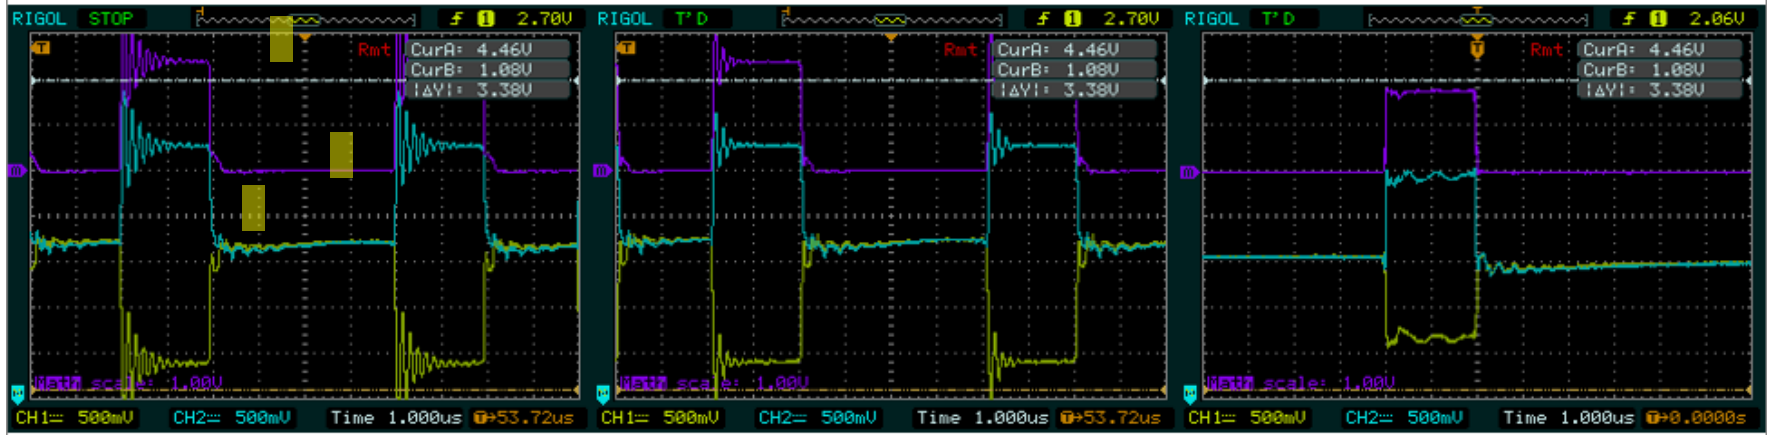 RIGOL STOP 1 2.70V
T Rmt CurA: 4.46V
CurB: 1.08V
|ΔY|: 3.38V
Math scale: 1.00V
CH1 500mV CH2 500mV Time 1.000us T→53.72us
RIGOL T'D 1 2.70V
T Rmt CurA: 4.46V
CurB: 1.08V
|ΔY|: 3.38V
Math scale: 1.00V
CH1 500mV CH2 500mV Time 1.000us T→53.72us
RIGOL T'D 1 2.06V
T Rmt CurA: 4.46V
CurB: 1.08V
|ΔY|: 3.38V
Math scale: 1.00V
CH1 500mV CH2 500mV Time 1.000us T→0.0000s